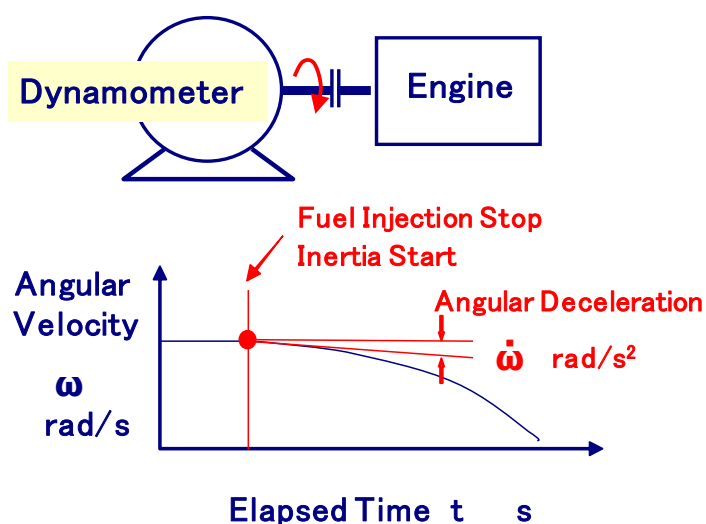 Dynamometer
Engine
Fuel Injection Stop
Inertia Start
Angular
Velocity
Angular Deceleration
ω̇ rad/s²
ω
rad/s
Elapsed Time t s